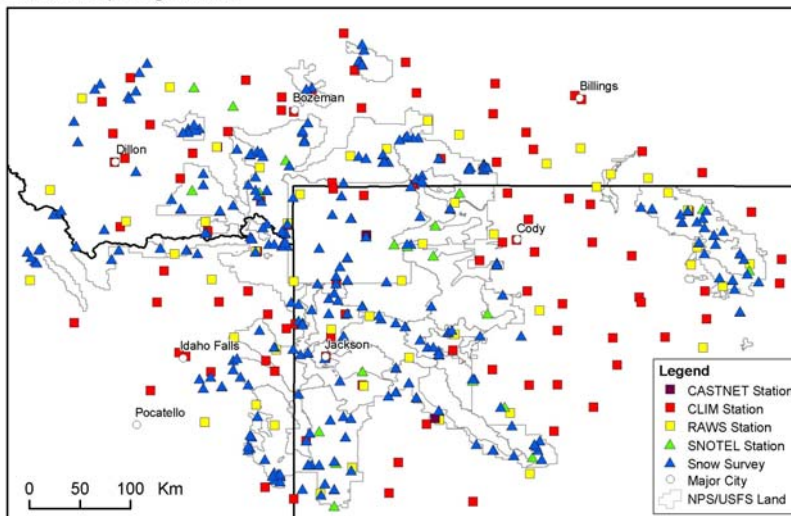 Billings
Bozeman
Dillon
Cody
Idaho Falls
Jackson
Pocatello
0 50 100 Km
Legend
CASTNET Station
CLIM Station
RAWS Station
SNOTEL Station
Snow Survey
Major City
NPS/USFS Land